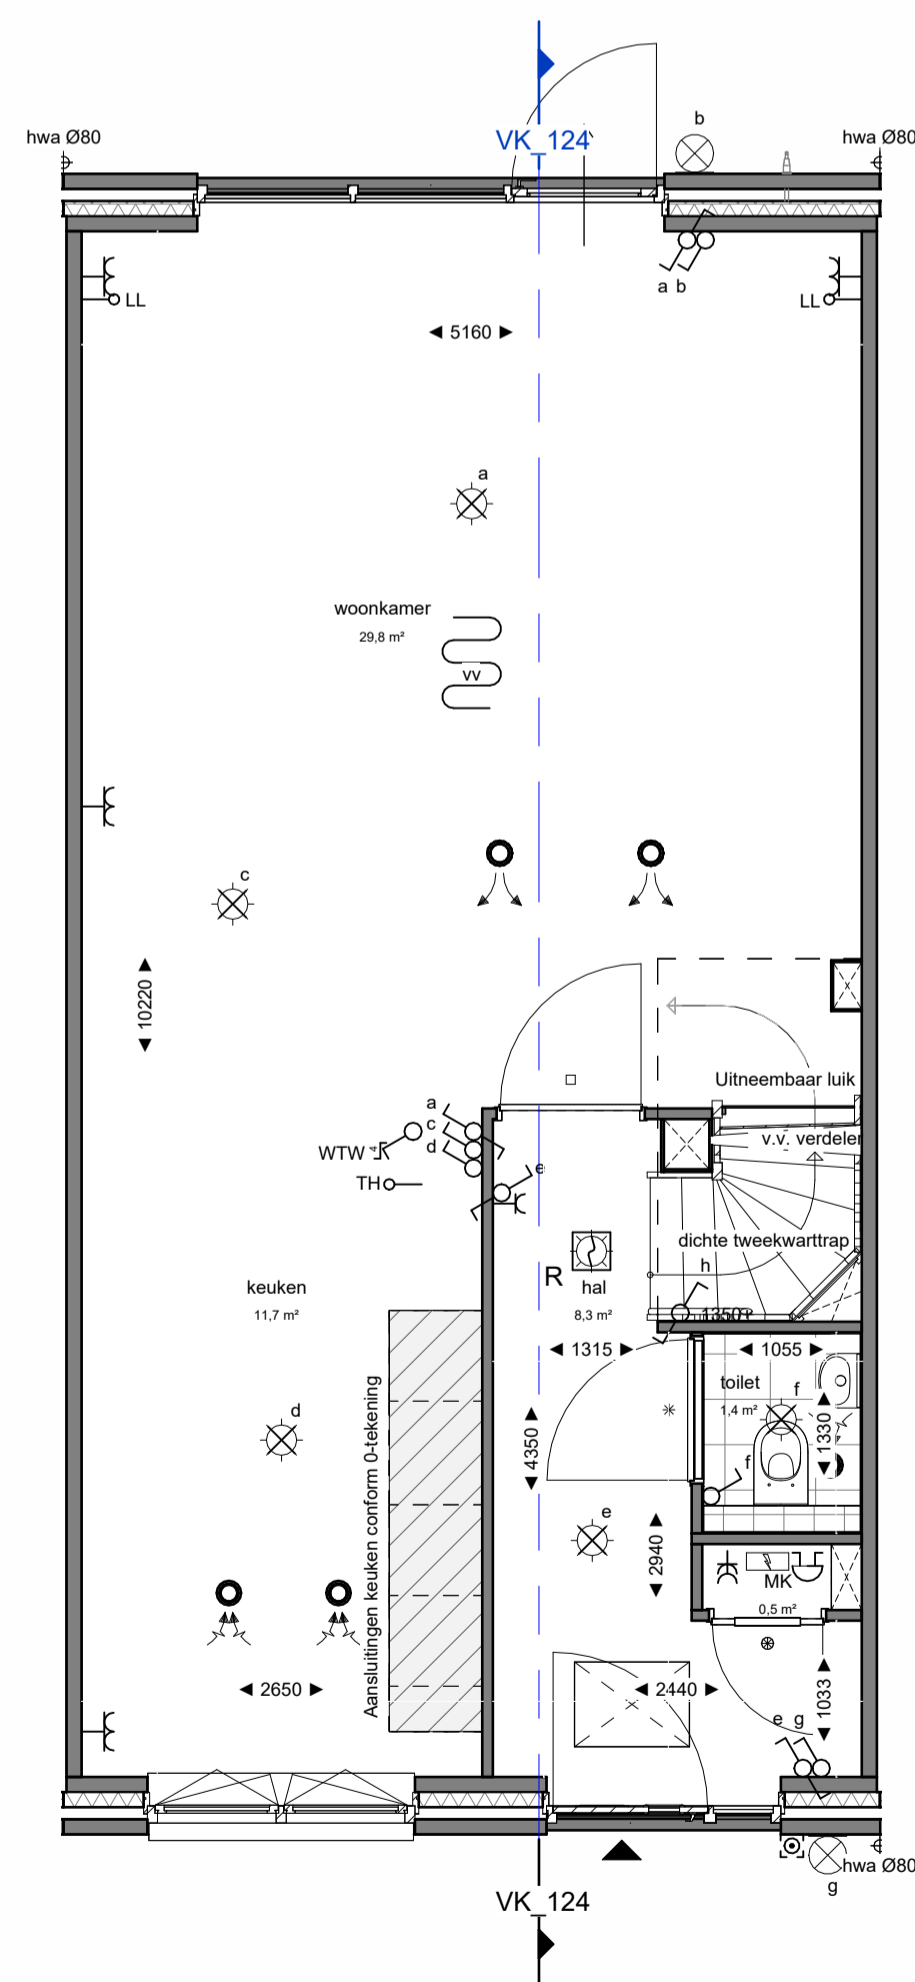 VK_124
b
hwa Ø80
hwa Ø80
a b
LL
LL
5160
a
woonkamer
29,8 m²
vv
c
10220
Uitneembaar luik
a
c
d
WTW
v.v. verdeler
e
TH
dichte tweekwarttrap
h
R
hal
8,3 m²
keuken
11,7 m²
1315
1055
toilet
1,4 m²
f
1330
f
Aansluitingen keuken conform 0-tekening
d
4350
e
2940
MK
0,5 m²
2650
2440
1033
e g
hwa Ø80
g
VK_124